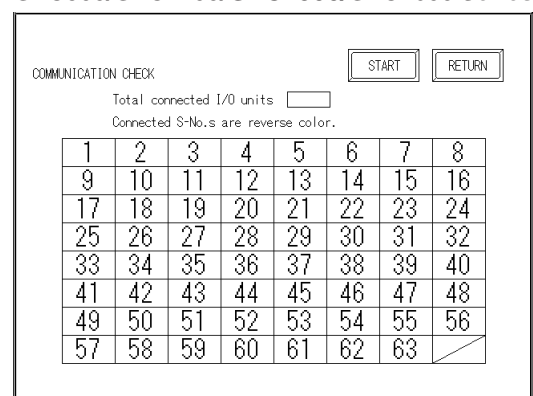 COMMUNICATION CHECK START RETURN
Total connected I/O units
Connected S-No.s are reverse color.
1 2 3 4 5 6 7 8
9 10 11 12 13 14 15 16
17 18 19 20 21 22 23 24
25 26 27 28 29 30 31 32
33 34 35 36 37 38 39 40
41 42 43 44 45 46 47 48
49 50 51 52 53 54 55 56
57 58 59 60 61 62 63